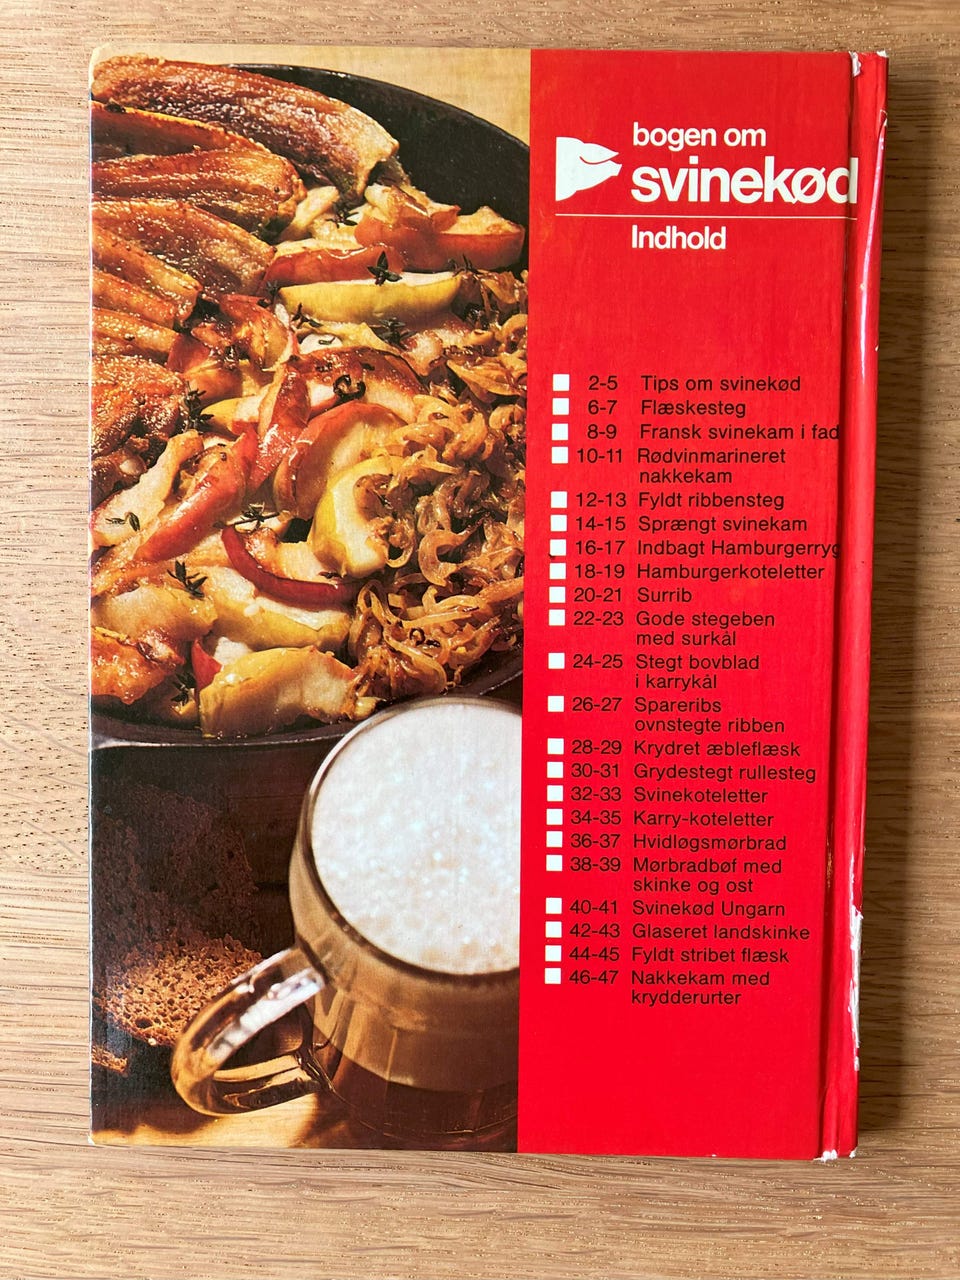 bogen om
svinekød
Indhold
2-5 Tips om svinekød
6-7 Flæskesteg
8-9 Fransk svinekam i fad
10-11 Rødvinmarineret
nakkekam
12-13 Fyldt ribbensteg
14-15 Sprængt svinekam
16-17 Indbagt Hamburgerryg
18-19 Hamburgerkoteletter
20-21 Surrib
22-23 Gode stegeben
med surkål
24-25 Stegt bovblad
i karrykål
26-27 Spareribs
ovnstegte ribben
28-29 Krydret æbleflæsk
30-31 Grydestegt rullesteg
32-33 Svinekoteletter
34-35 Karry-koteletter
36-37 Hvidløgsmørbrad
38-39 Mørbradbøf med
skinke og ost
40-41 Svinekød Ungarn
42-43 Glaseret landskinke
44-45 Fyldt stribet flæsk
46-47 Nakkekam med
krydderurter